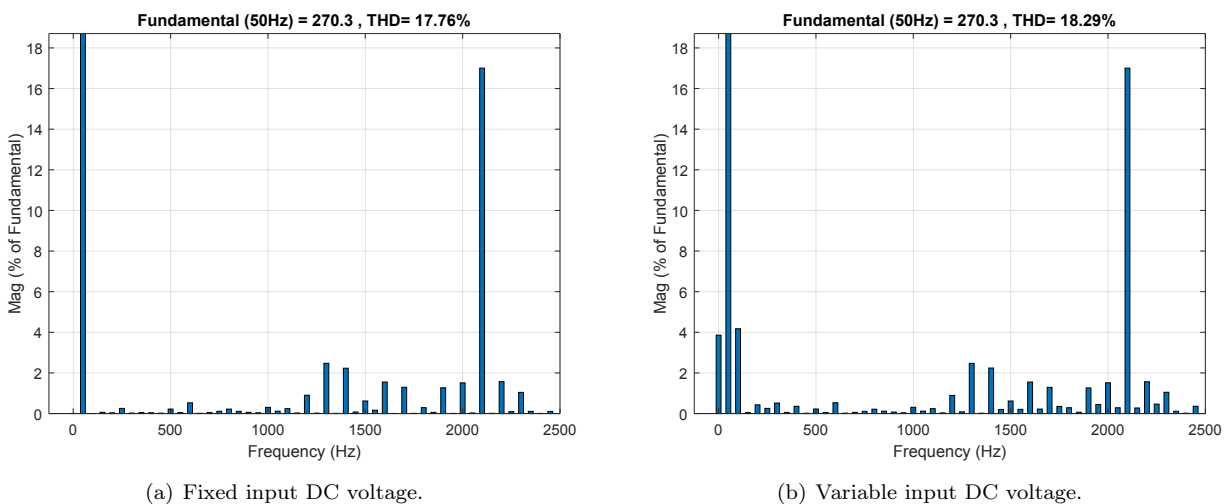 Fundamental (50Hz) = 270.3 , THD= 17.76%
18
16
14
12
10
8
6
4
2
0
Mag (% of Fundamental)
0 500 1000 1500 2000 2500
Frequency (Hz)
(a) Fixed input DC voltage.
Fundamental (50Hz) = 270.3 , THD= 18.29%
18
16
14
12
10
8
6
4
2
0
Mag (% of Fundamental)
0 500 1000 1500 2000 2500
Frequency (Hz)
(b) Variable input DC voltage.